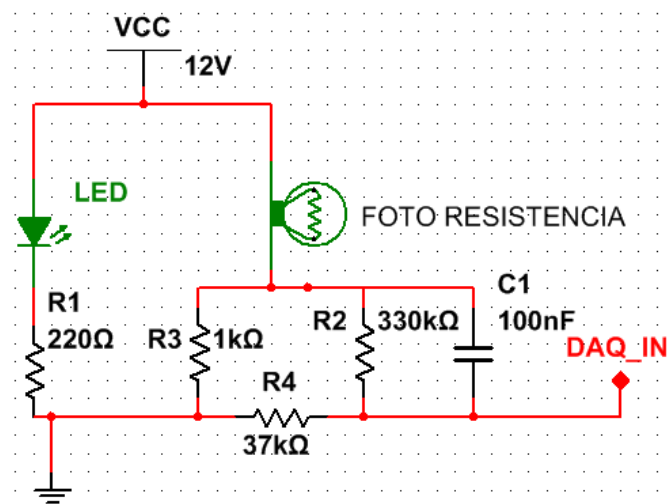 VCC
12V
LED
FOTO RESISTENCIA
R1
220Ω
R3
1kΩ
R2
330kΩ
C1
100nF
DAQ_IN
R4
37kΩ